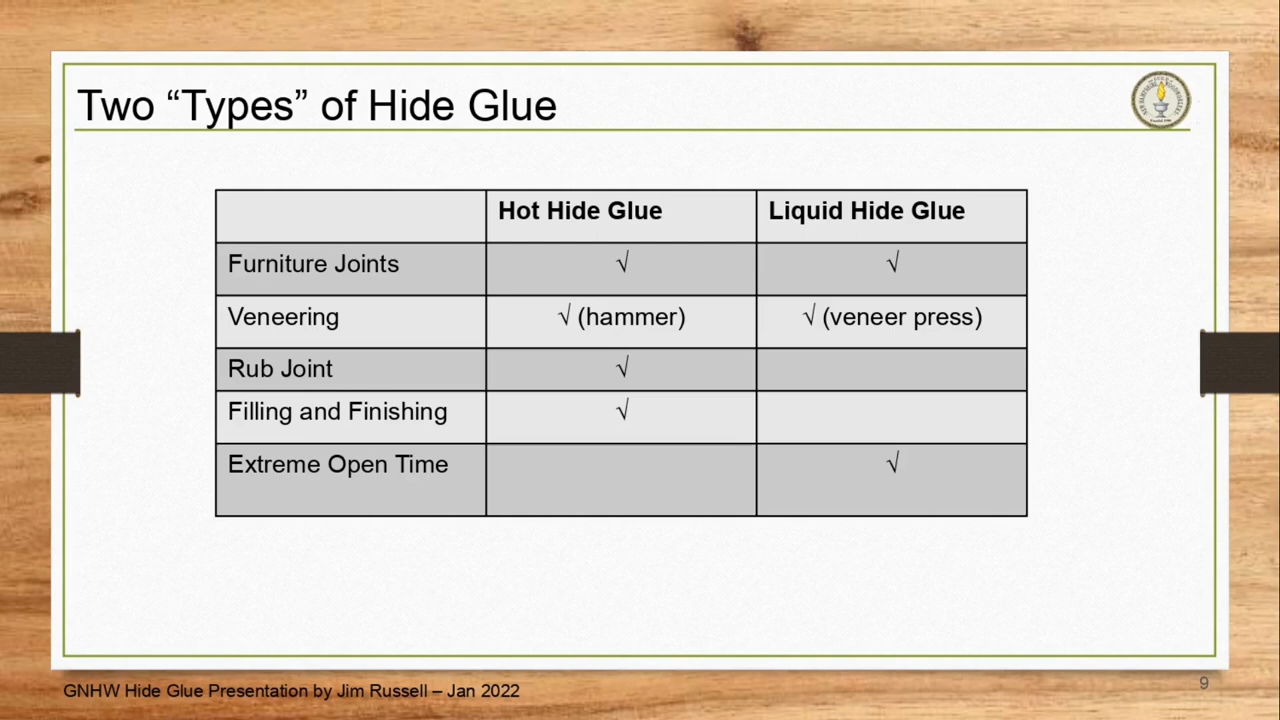 Two “Types” of Hide Glue
Hot Hide Glue Liquid Hide Glue
Furniture Joints √ √
Veneering √ (hammer) √ (veneer press)
Rub Joint √
Filling and Finishing √
Extreme Open Time √
GNHW Hide Glue Presentation by Jim Russell – Jan 2022
9